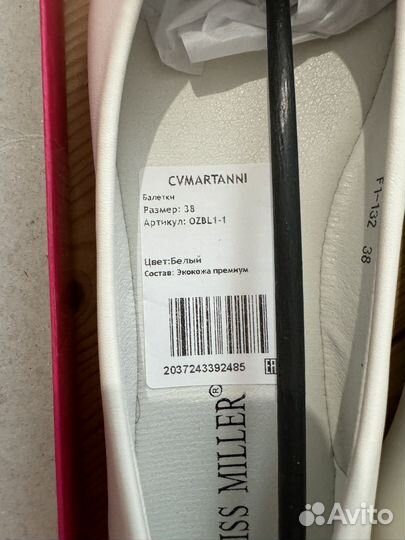 CVMARTANNI
Балетки
Размер: 38
Артикул: OZBL1-1
Цвет:Белый
Состав: Экокожа премиум
2037243392485
EAC
ISS MILLER®
F1-132 38
Avito